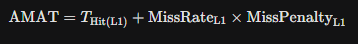 AMAT = T_Hit(L1) + MissRate_L1 × MissPenalty_L1